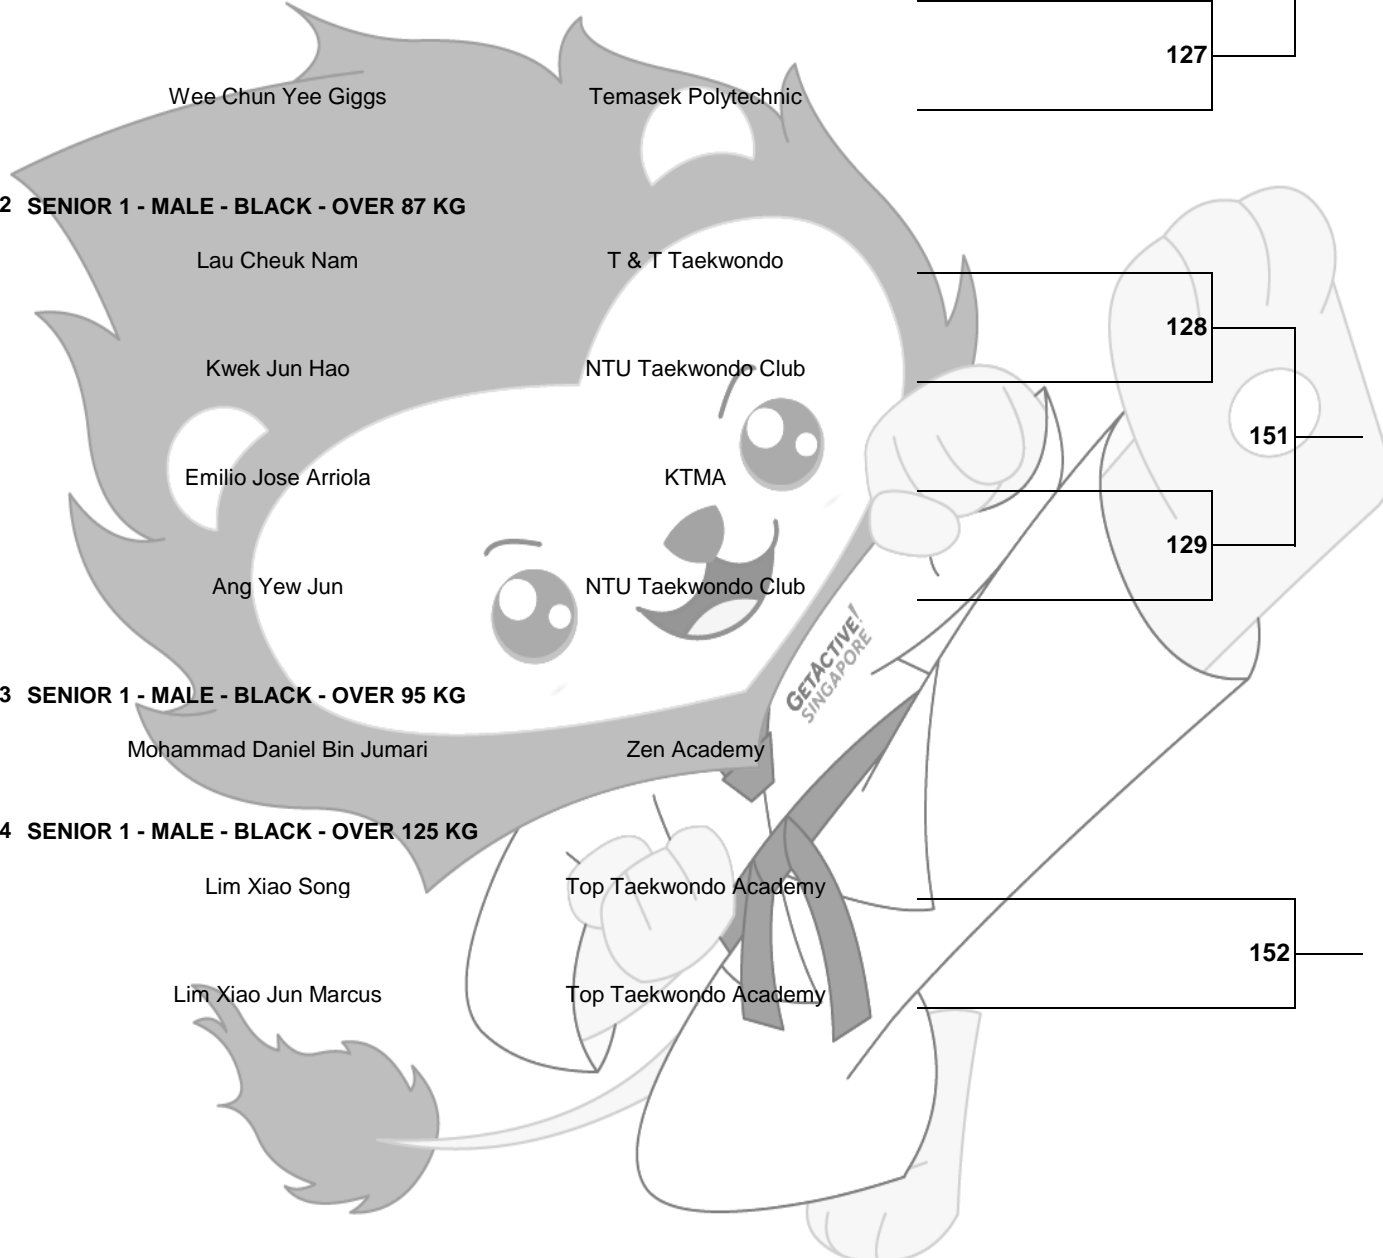 127
Wee Chun Yee Giggs Temasek Polytechnic
2 SENIOR 1 - MALE - BLACK - OVER 87 KG
Lau Cheuk Nam T & T Taekwondo
128
Kwek Jun Hao NTU Taekwondo Club
151
Emilio Jose Arriola KTMA
129
Ang Yew Jun NTU Taekwondo Club
GETACTIVE!
SINGAPORE
3 SENIOR 1 - MALE - BLACK - OVER 95 KG
Mohammad Daniel Bin Jumari Zen Academy
4 SENIOR 1 - MALE - BLACK - OVER 125 KG
Lim Xiao Song Top Taekwondo Academy
152
Lim Xiao Jun Marcus Top Taekwondo Academy